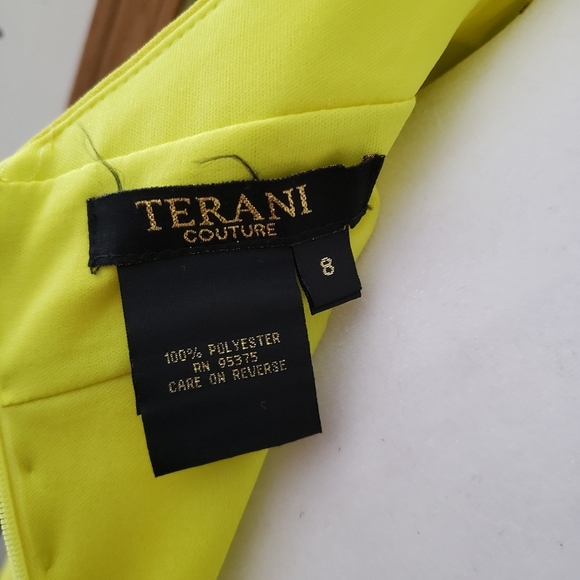 TERANI
COUTURE
8
100% POLYESTER
RN 95375
CARE ON REVERSE